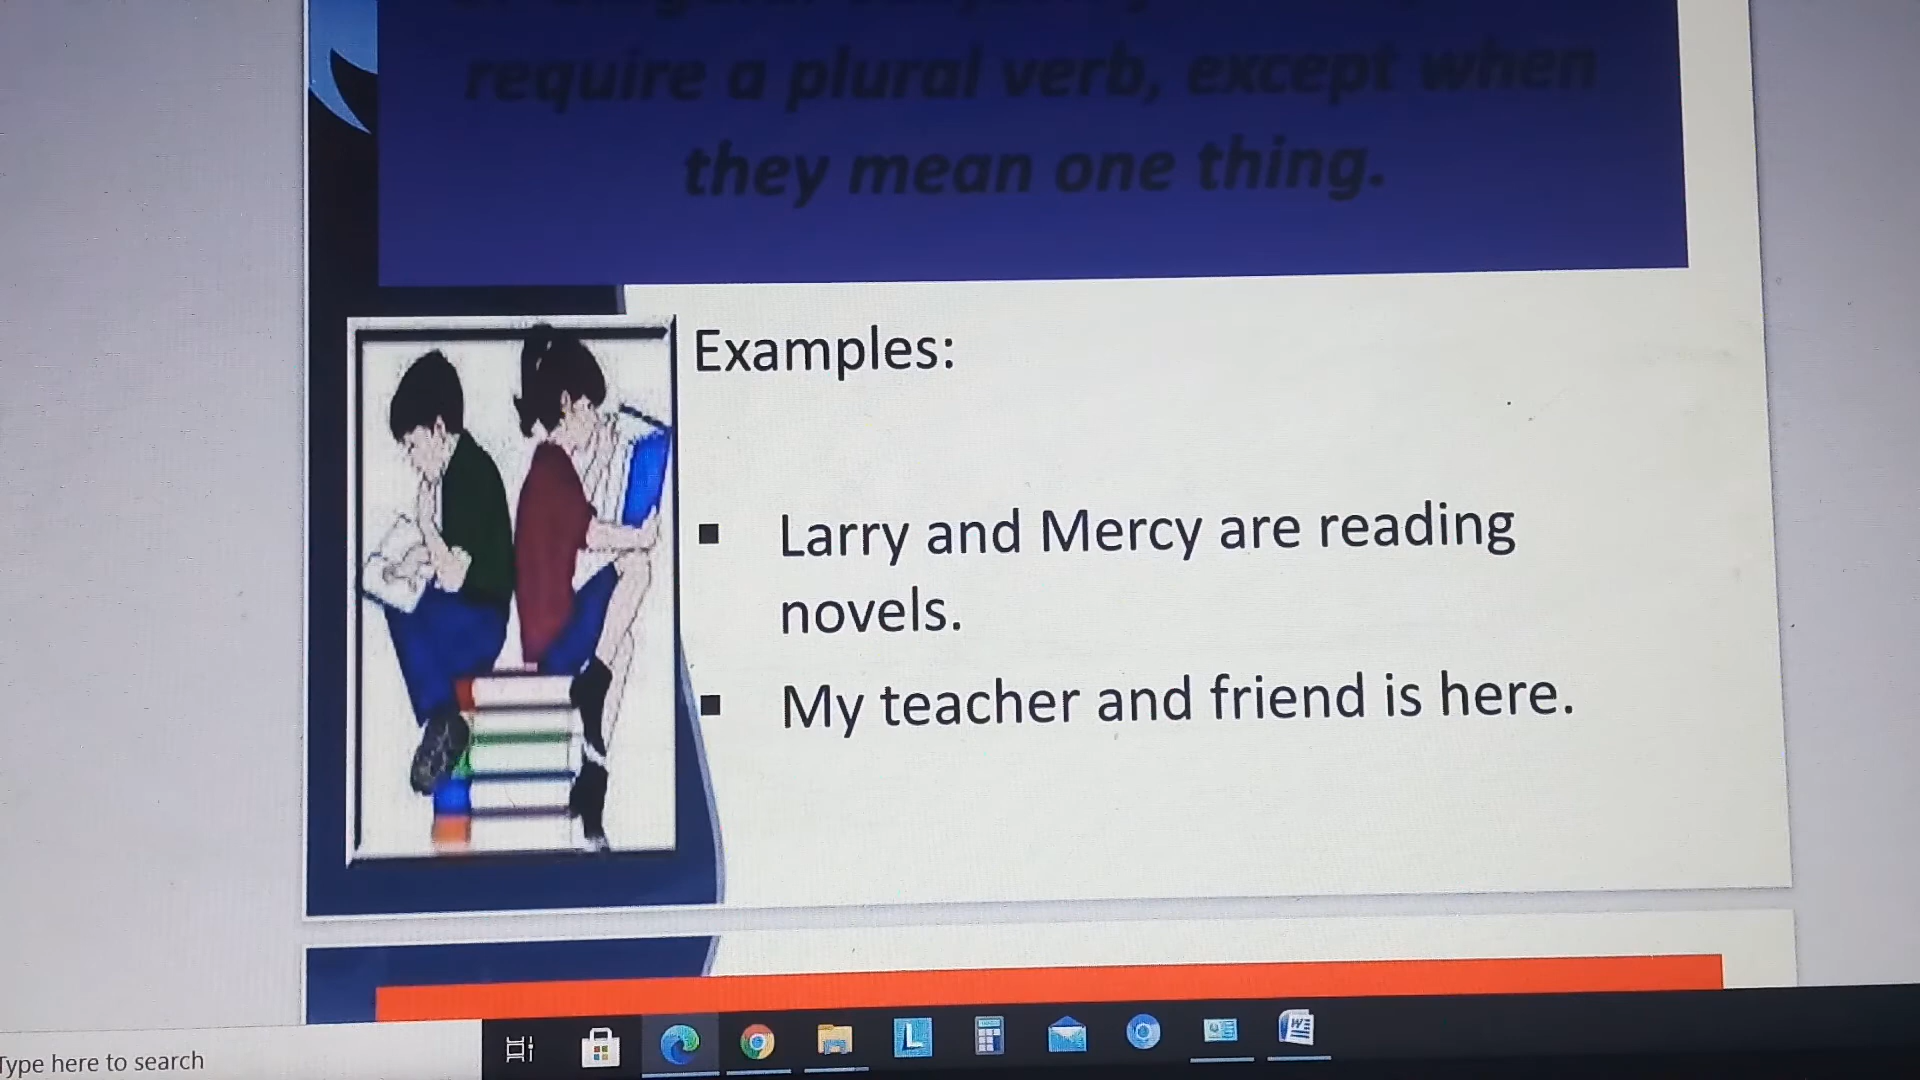 require a plural verb, except when
they mean one thing.
Examples:
▪ Larry and Mercy are reading
novels.
▪ My teacher and friend is here.
Type here to search